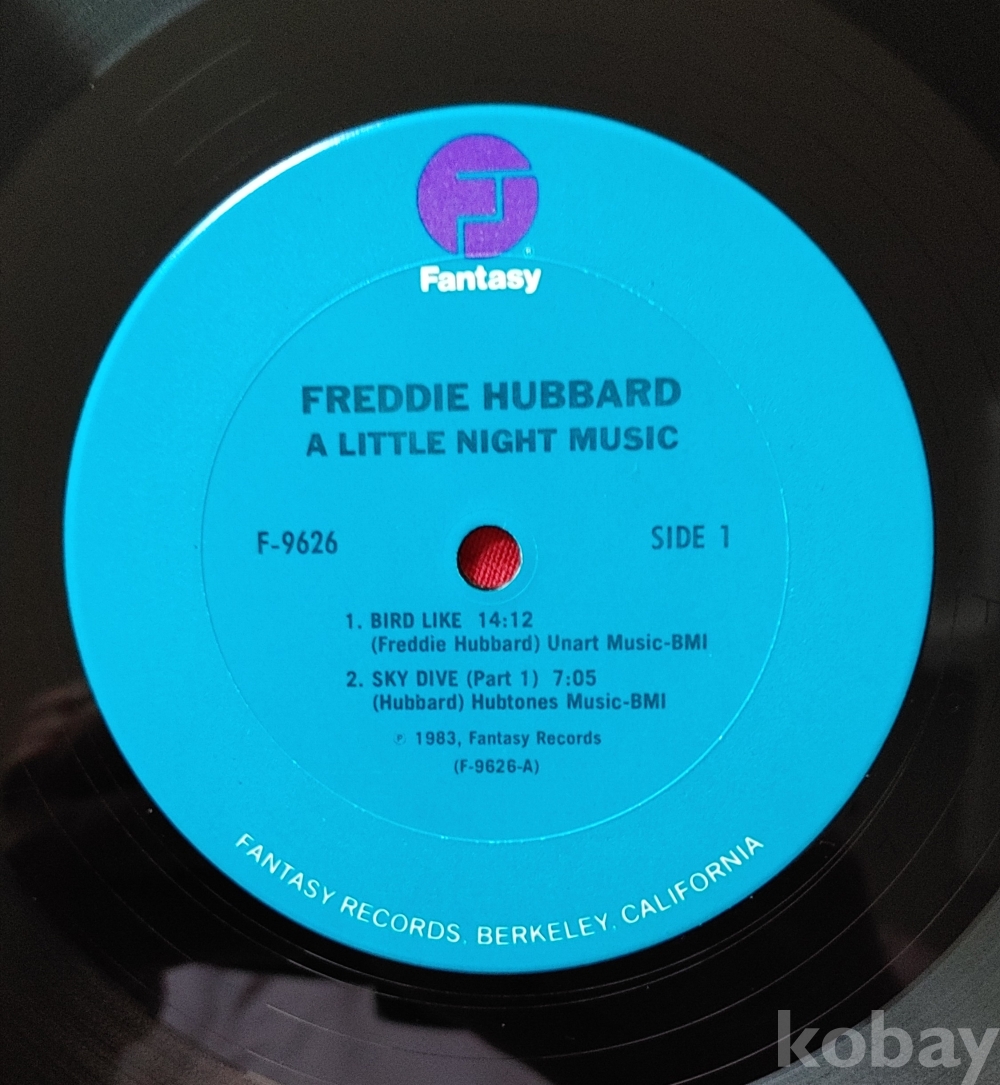 ®
Fantasy
FREDDIE HUBBARD
A LITTLE NIGHT MUSIC
F-9626
SIDE 1
1. BIRD LIKE 14:12
(Freddie Hubbard) Unart Music-BMI
2. SKY DIVE (Part 1) 7:05
(Hubbard) Hubtones Music-BMI
℗ 1983, Fantasy Records
(F-9626-A)
FANTASY RECORDS, BERKELEY, CALIFORNIA
kobay